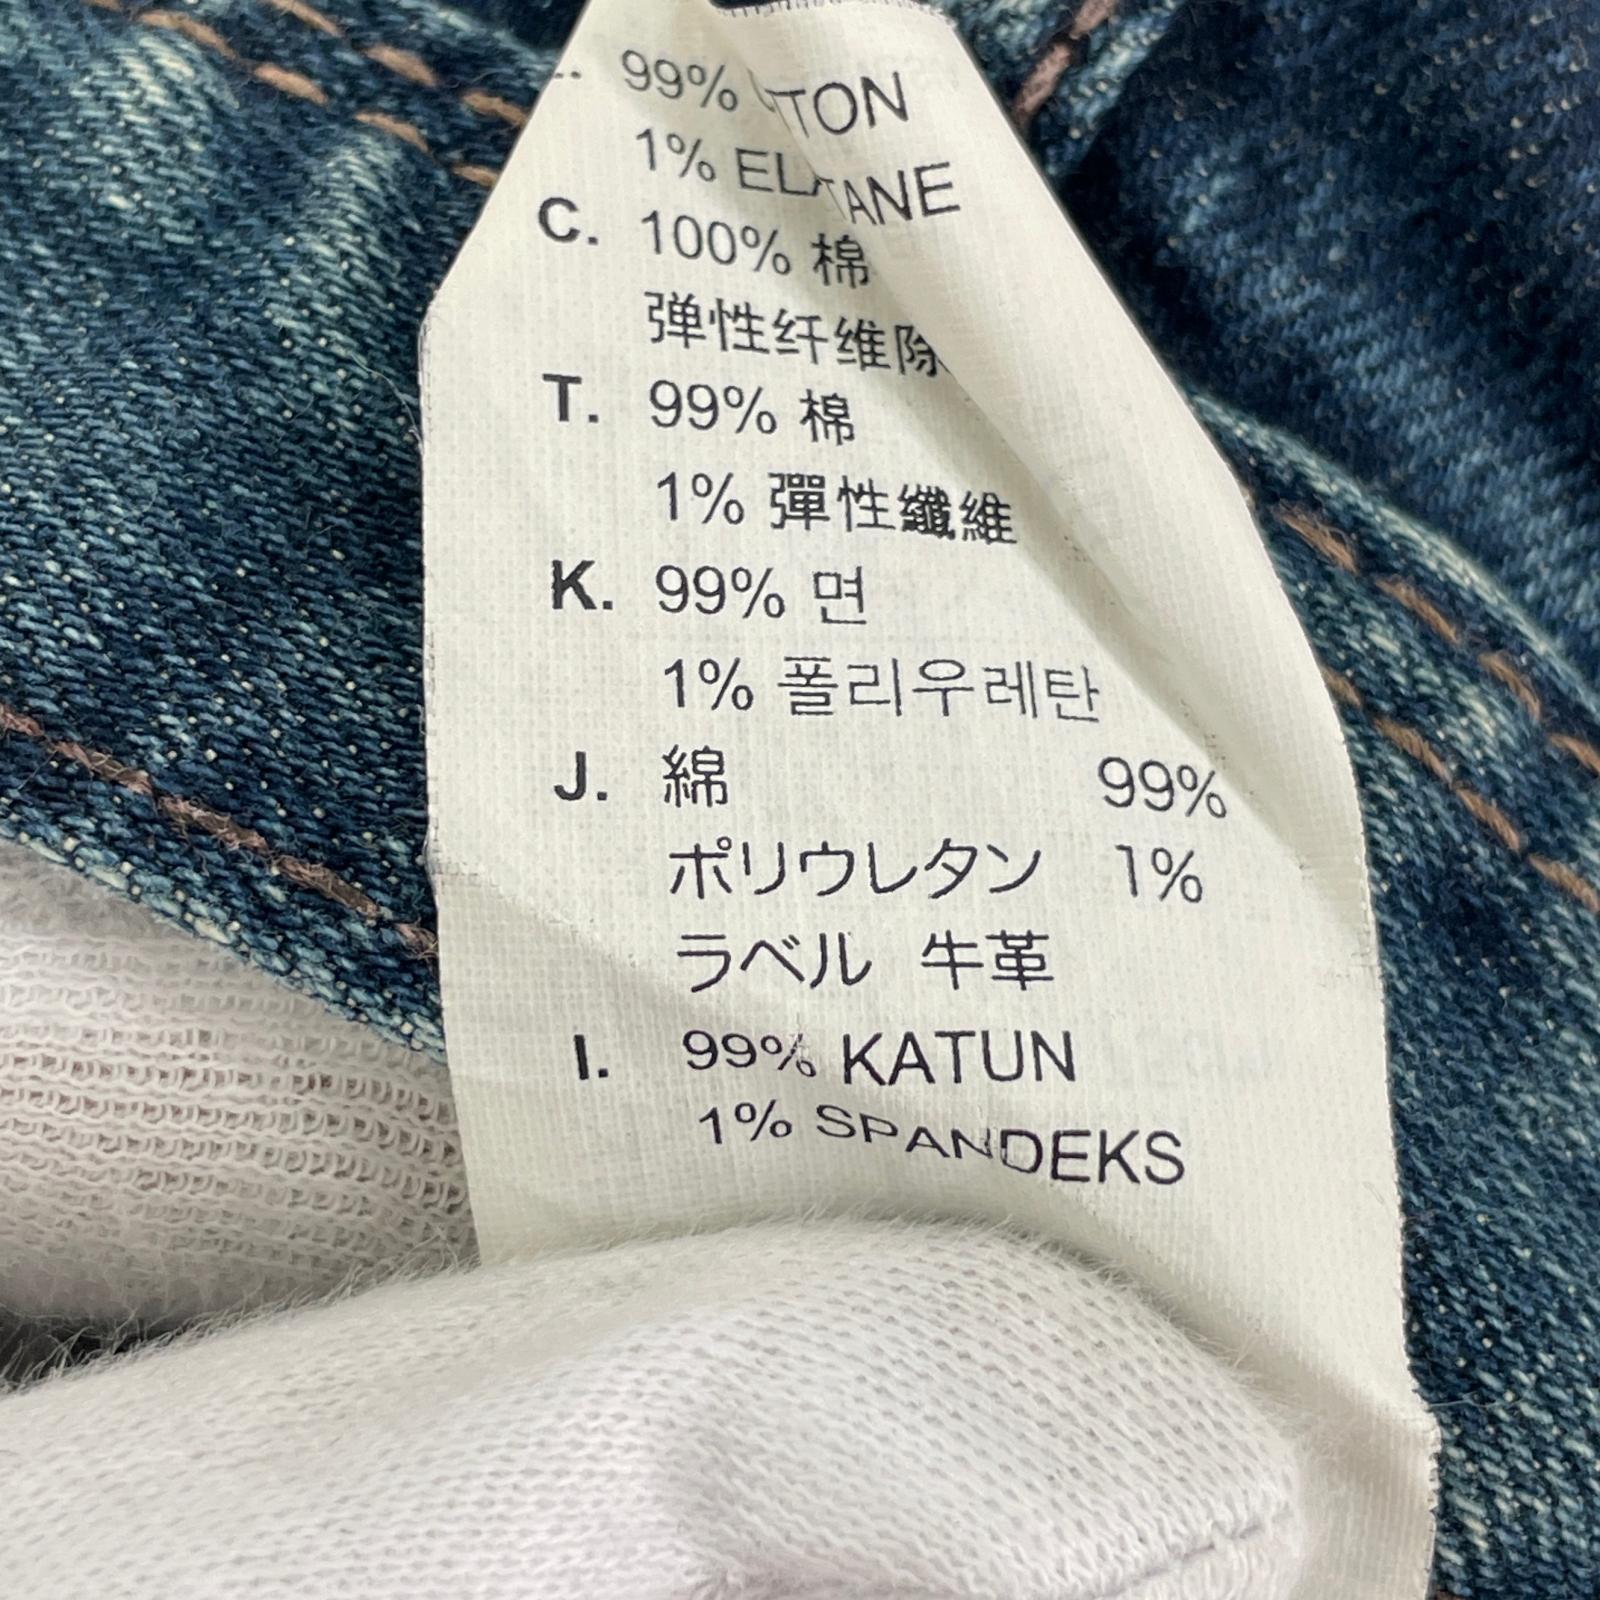 99%
1%
C. 100% 棉
弹性纤维除
T. 99% 棉
1% 彈性纖維
K. 99% 면
1% 폴리우레탄
J. 綿 99%
ポリウレタン 1%
ラベル 牛革
I. 99% KATUN
1% SPANDEKS